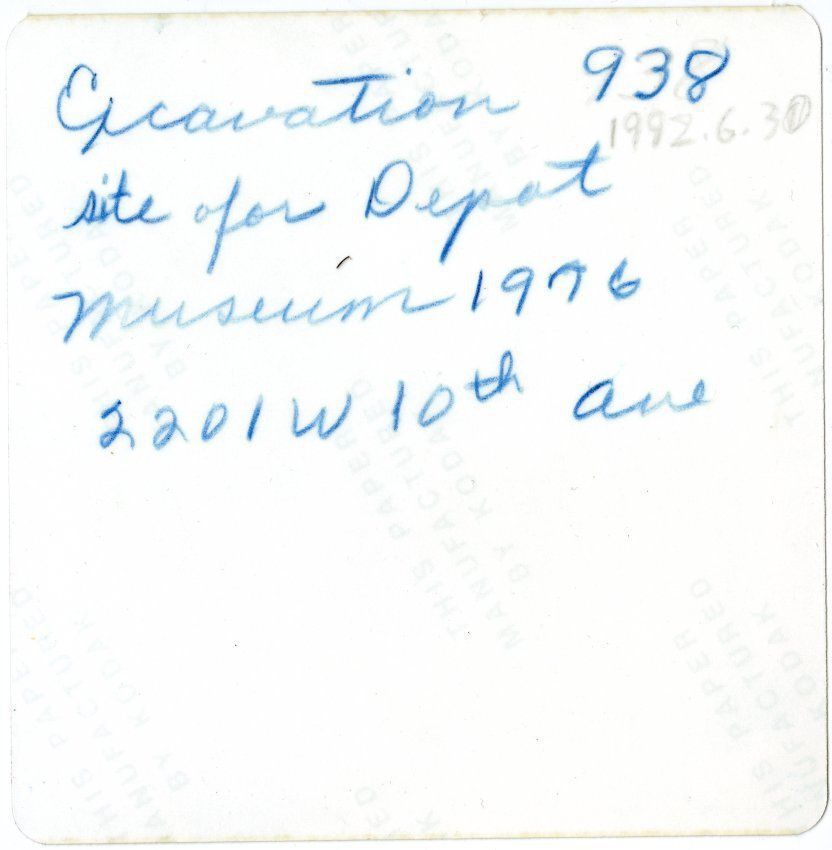 Excavation 938
1992.6.30
site for Depot
Museum 1976
2201 W 10th Ave
THIS PAPER
MANUFACTURED
BY KODAK